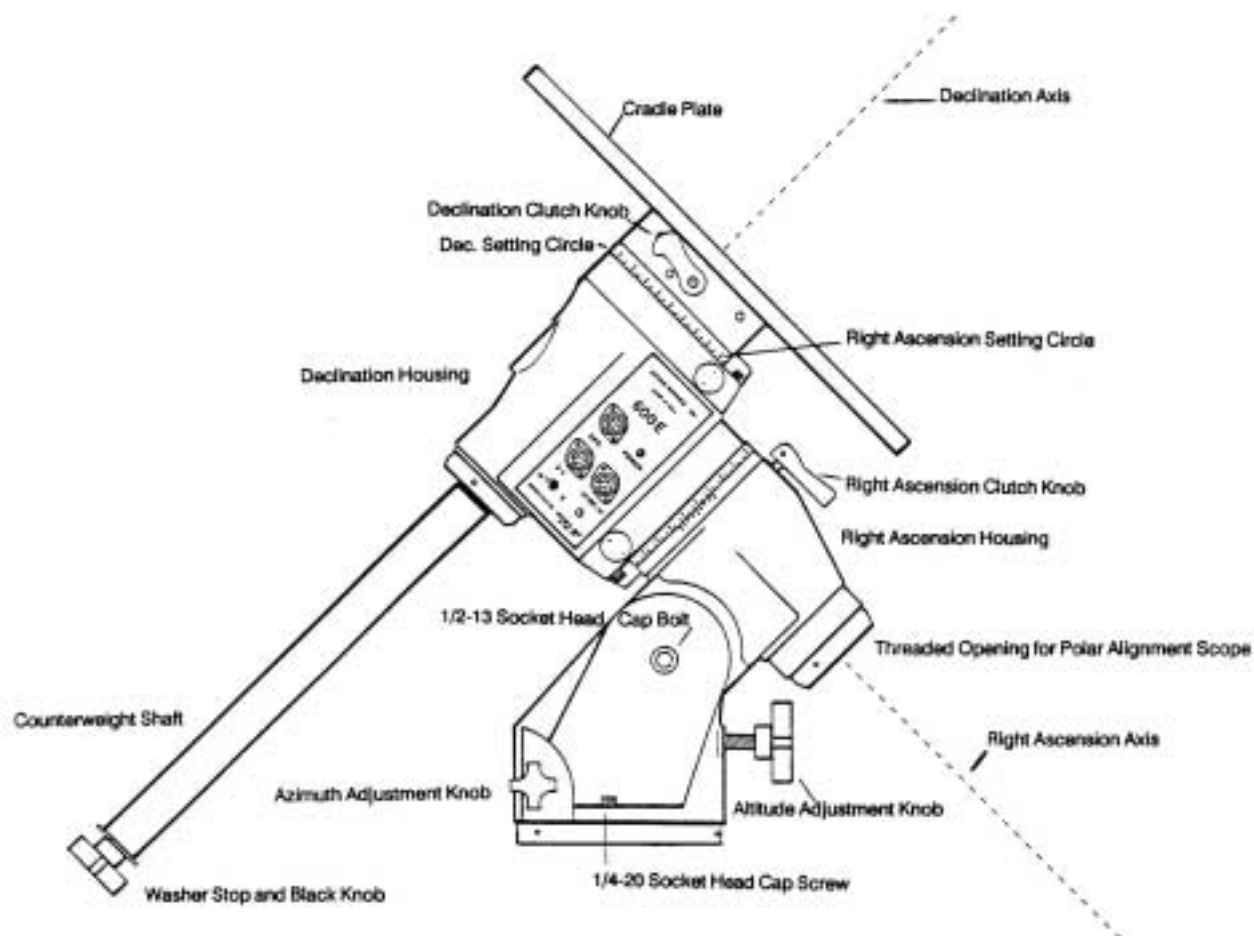 Declination Axis
Cradle Plate
Declination Clutch Knob
Dec. Setting Circle
Right Ascension Setting Circle
Declination Housing
600E
POWER
Right Ascension Clutch Knob
Right Ascension Housing
1/2-13 Socket Head Cap Bolt
Threaded Opening for Polar Alignment Scope
Counterweight Shaft
Right Ascension Axis
Azimuth Adjustment Knob
Altitude Adjustment Knob
1/4-20 Socket Head Cap Screw
Washer Stop and Black Knob